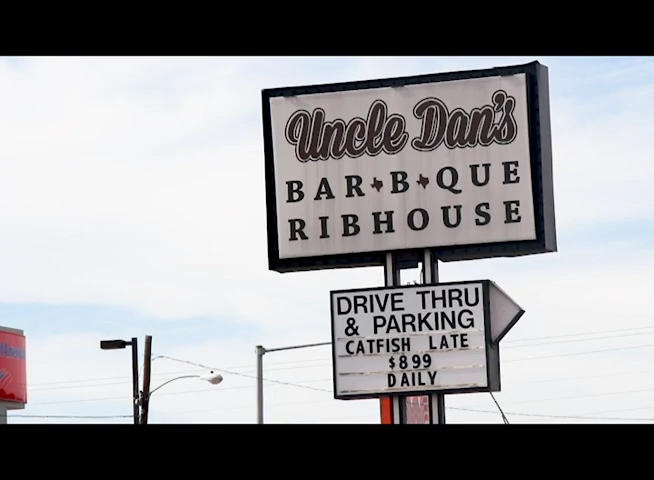 Uncle Dan's
BAR B QUE
RIBHOUSE
DRIVE THRU
& PARKING
CATFISH LATE
$899
DAILY